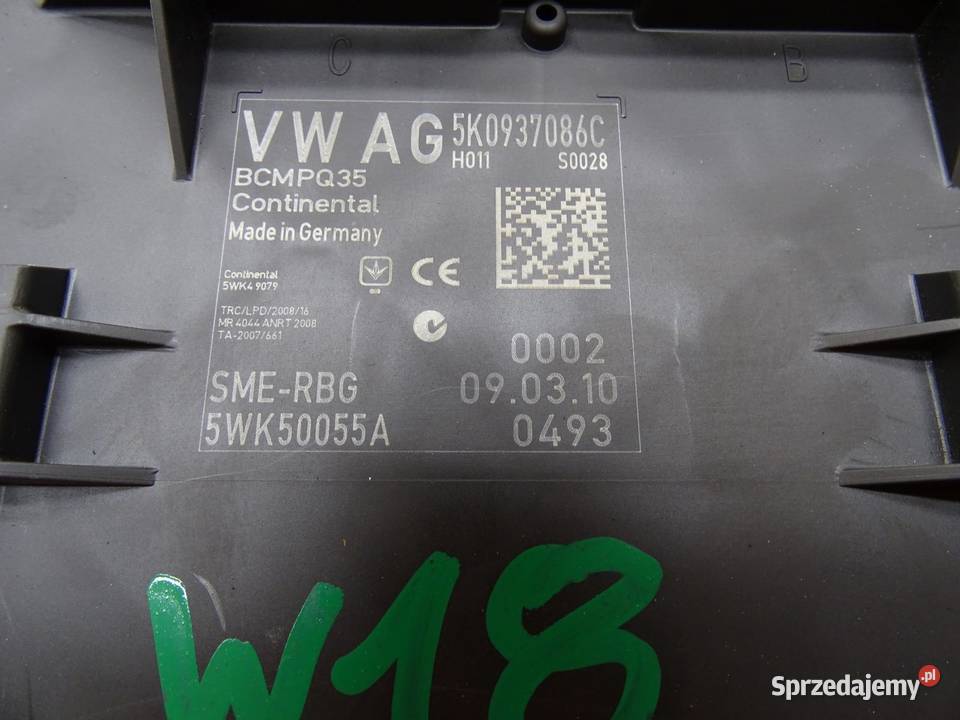 C
B
VW AG 5K0937086C
H011 S0028
BCMPQ35
Continental
Made in Germany
Continental
5WK4 9079
CE
TRC/LPD/2008/16
MR 4044 ANRT 2008
TA-2007/661
0002
SME-RBG 09.03.10
5WK50055A 0493
W18
Sprzedajemy.pl